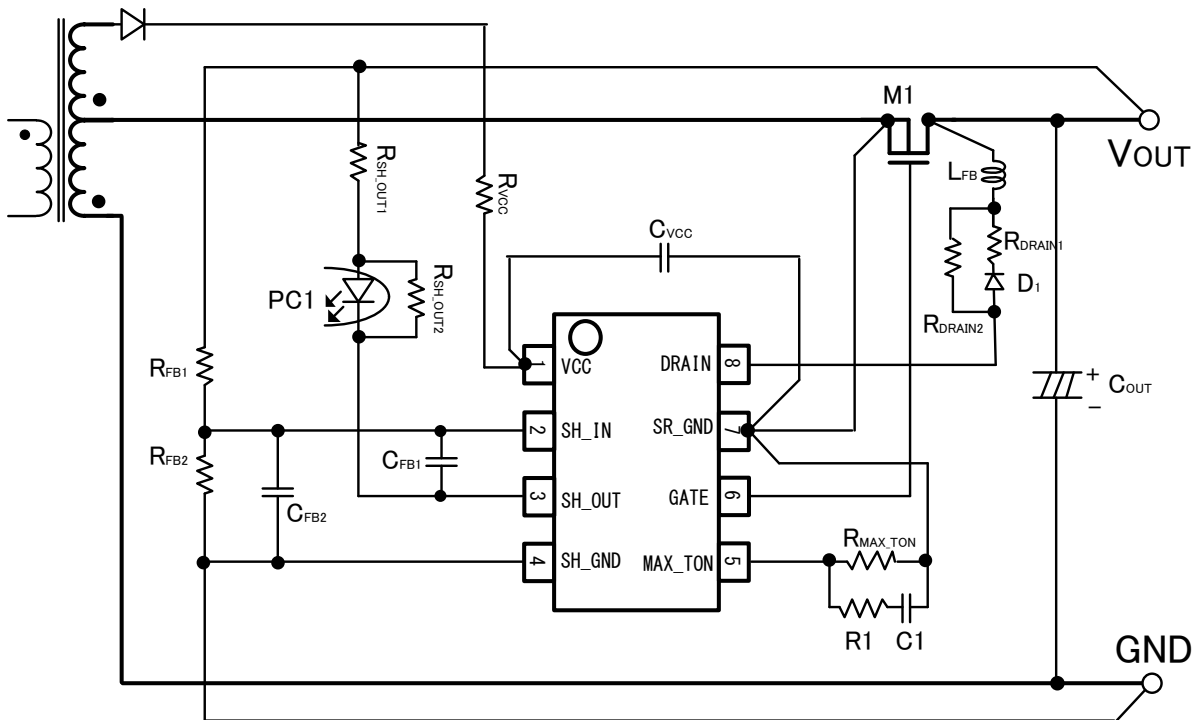 M1
VOUT
RSH_OUT1
RVCC
LFB
CVCC
RDRAIN1
D1
RSH_OUT2
PC1
RDRAIN2
RFB1
1
VCC
DRAIN
8
+
COUT
−
2
SH_IN
SR_GND
7
RFB2
CFB1
3
SH_OUT
GATE
6
CFB2
RMAX_TON
4
SH_GND
MAX_TON
5
R1
C1
GND